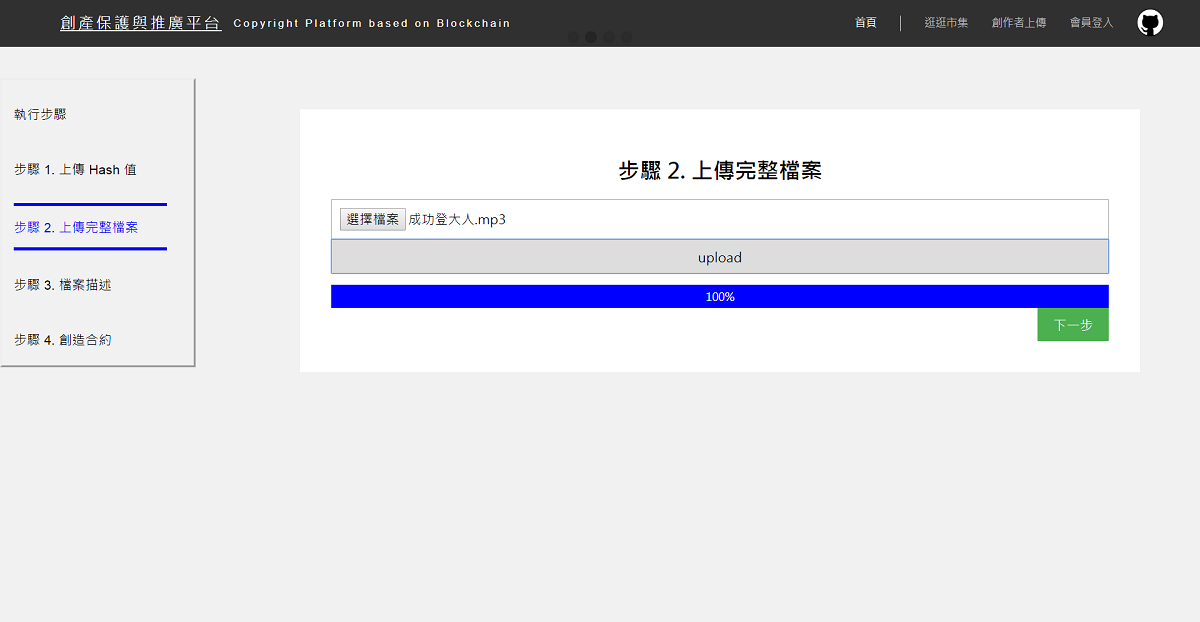 創產保護與推廣平台 Copyright Platform based on Blockchain 首頁 | 逛逛市集 創作者上傳 會員登入
執行步驟
步驟 1. 上傳 Hash 值
步驟 2. 上傳完整檔案
步驟 3. 檔案描述
步驟 4. 創造合約
步驟 2. 上傳完整檔案
選擇檔案 成功登大人.mp3
upload
100%
下一步